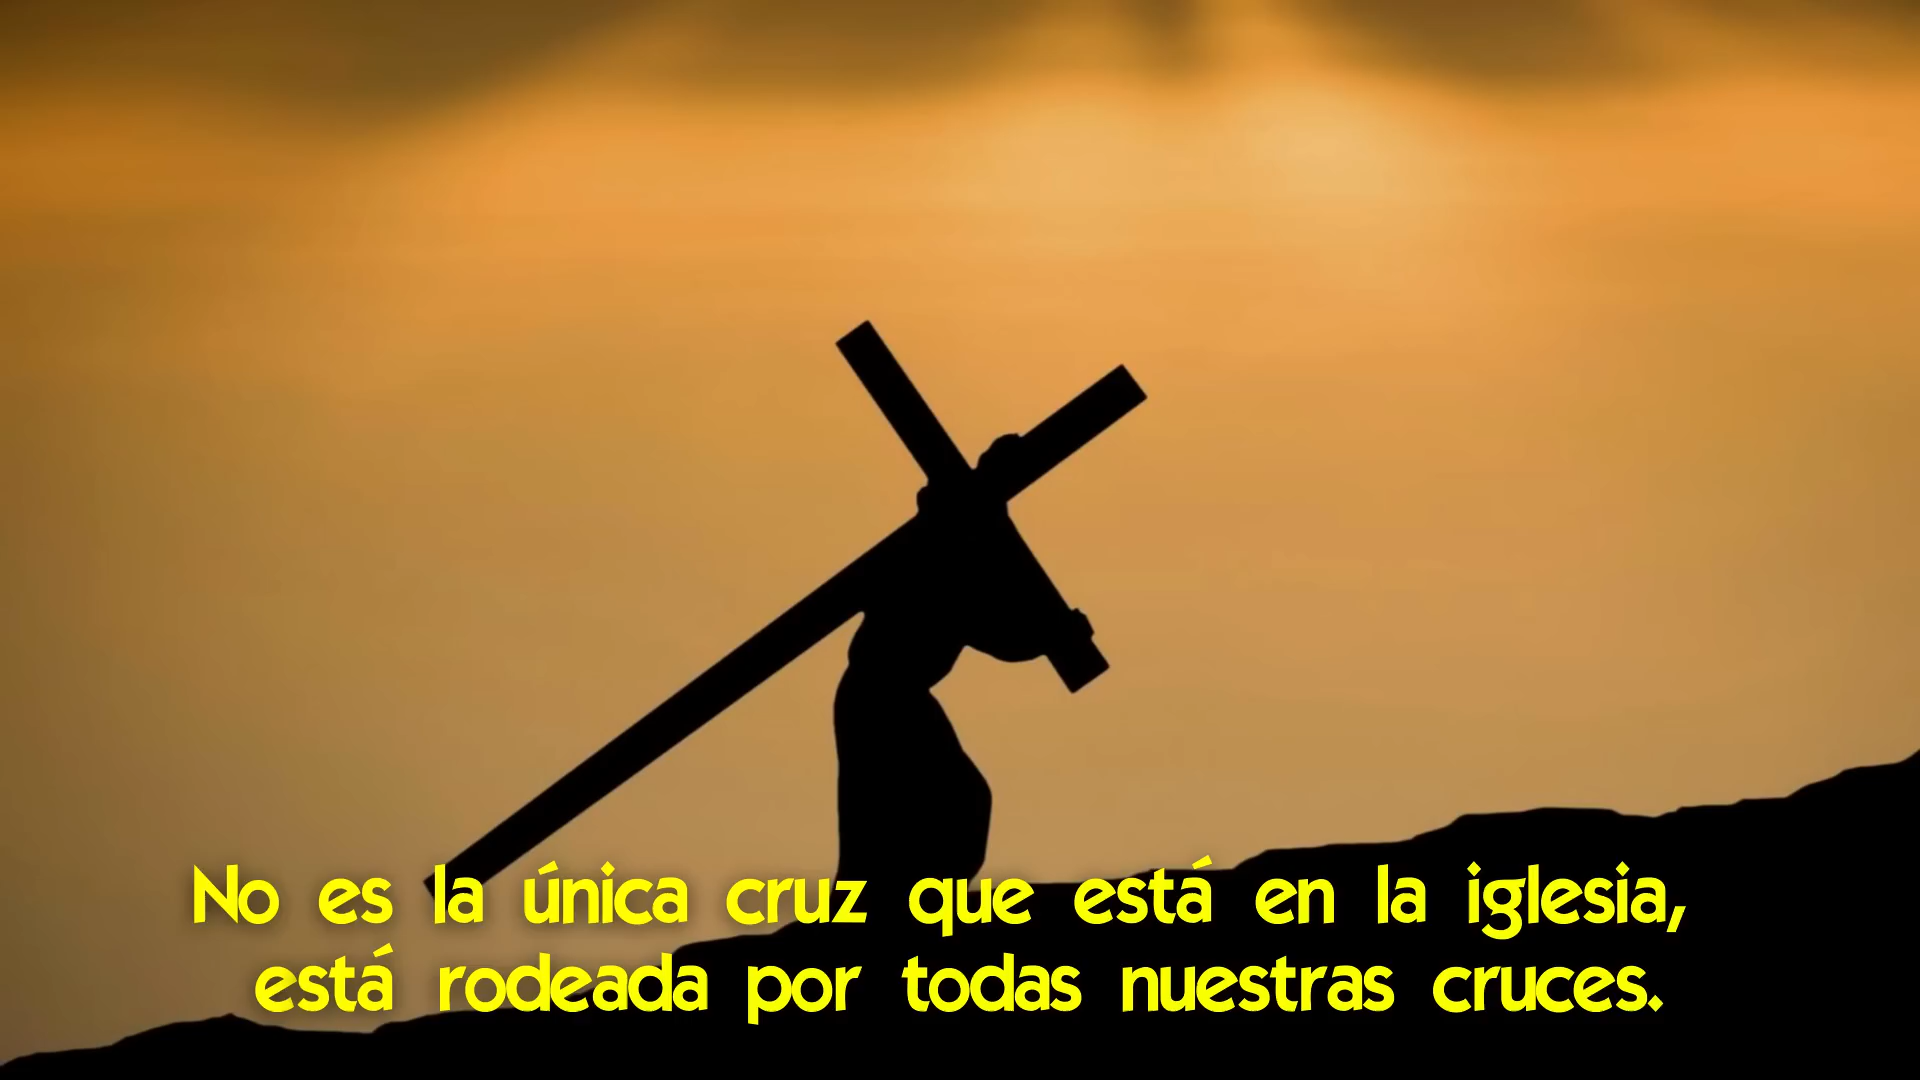 No es la única cruz que está en la iglesia,
está rodeada por todas nuestras cruces.